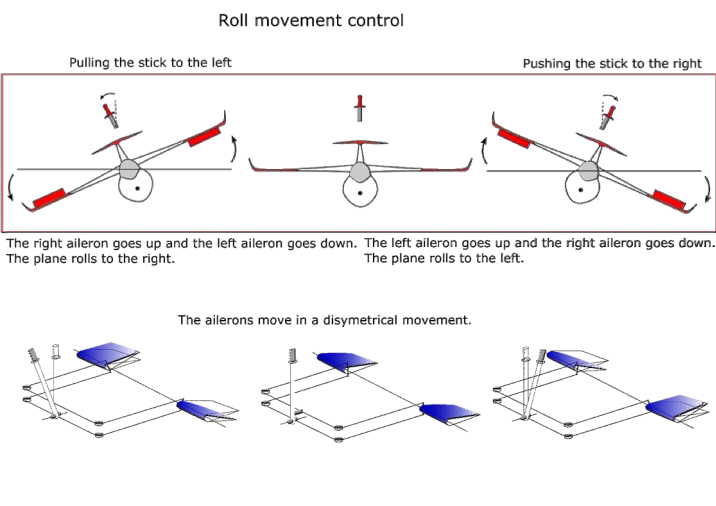 Roll movement control
Pulling the stick to the left
Pushing the stick to the right
The right aileron goes up and the left aileron goes down.
The plane rolls to the right.
The left aileron goes up and the right aileron goes down.
The plane rolls to the left.
The ailerons move in a disymetrical movement.